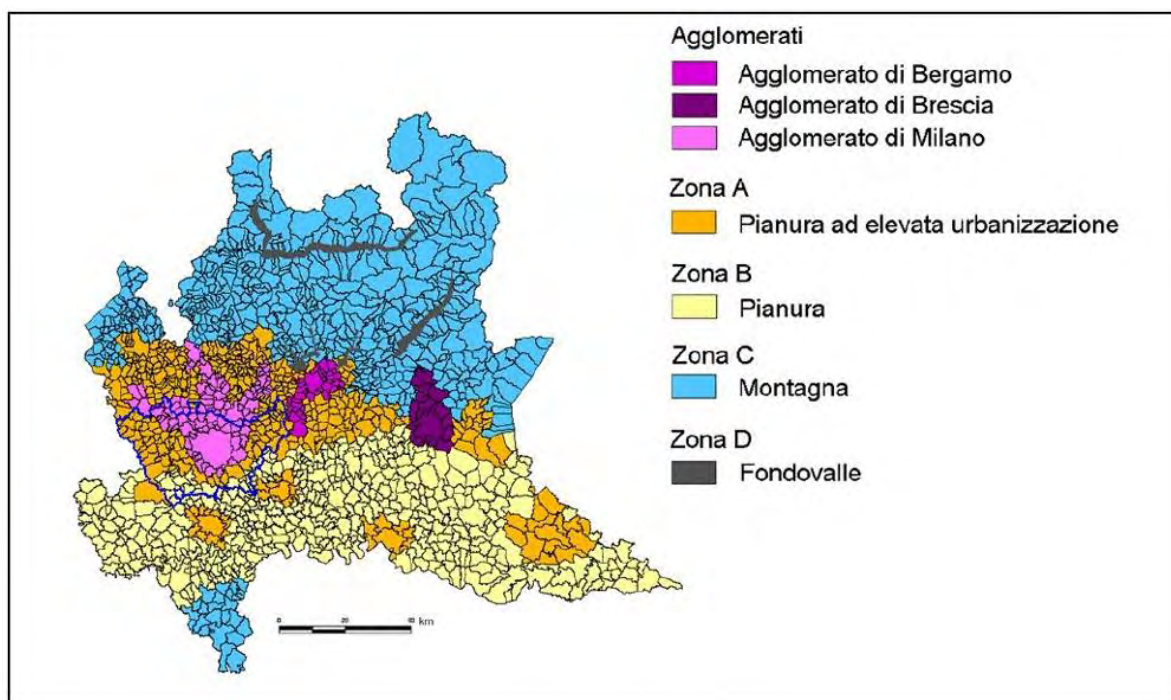 Agglomerati
Agglomerato di Bergamo
Agglomerato di Brescia
Agglomerato di Milano
Zona A
Pianura ad elevata urbanizzazione
Zona B
Pianura
Zona C
Montagna
Zona D
Fondovalle
km